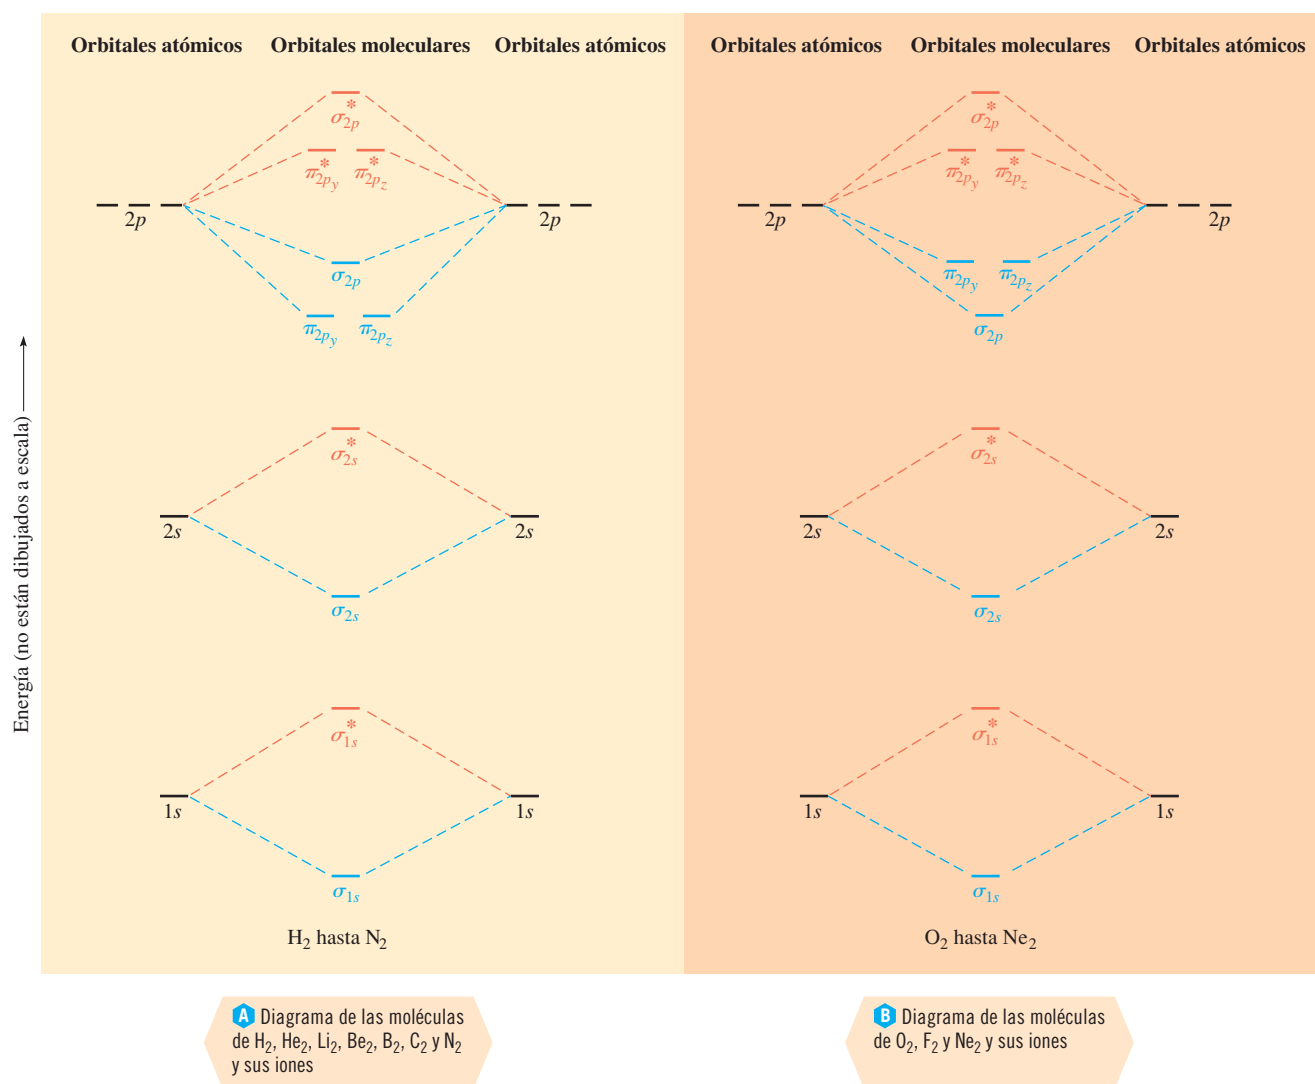 Orbitales atómicos Orbitales moleculares Orbitales atómicos
σ*2p
π*2py π*2pz
2p 2p
σ2p
π2py π2pz
σ*2s
2s 2s
σ2s
σ*1s
1s 1s
σ1s
H2 hasta N2
Orbitales atómicos Orbitales moleculares Orbitales atómicos
σ*2p
π*2py π*2pz
2p 2p
π2py π2pz
σ2p
σ*2s
2s 2s
σ2s
σ*1s
1s 1s
σ1s
O2 hasta Ne2
Energía (no están dibujados a escala)
A Diagrama de las moléculas
de H2, He2, Li2, Be2, B2, C2 y N2
y sus iones
B Diagrama de las moléculas
de O2, F2 y Ne2 y sus iones